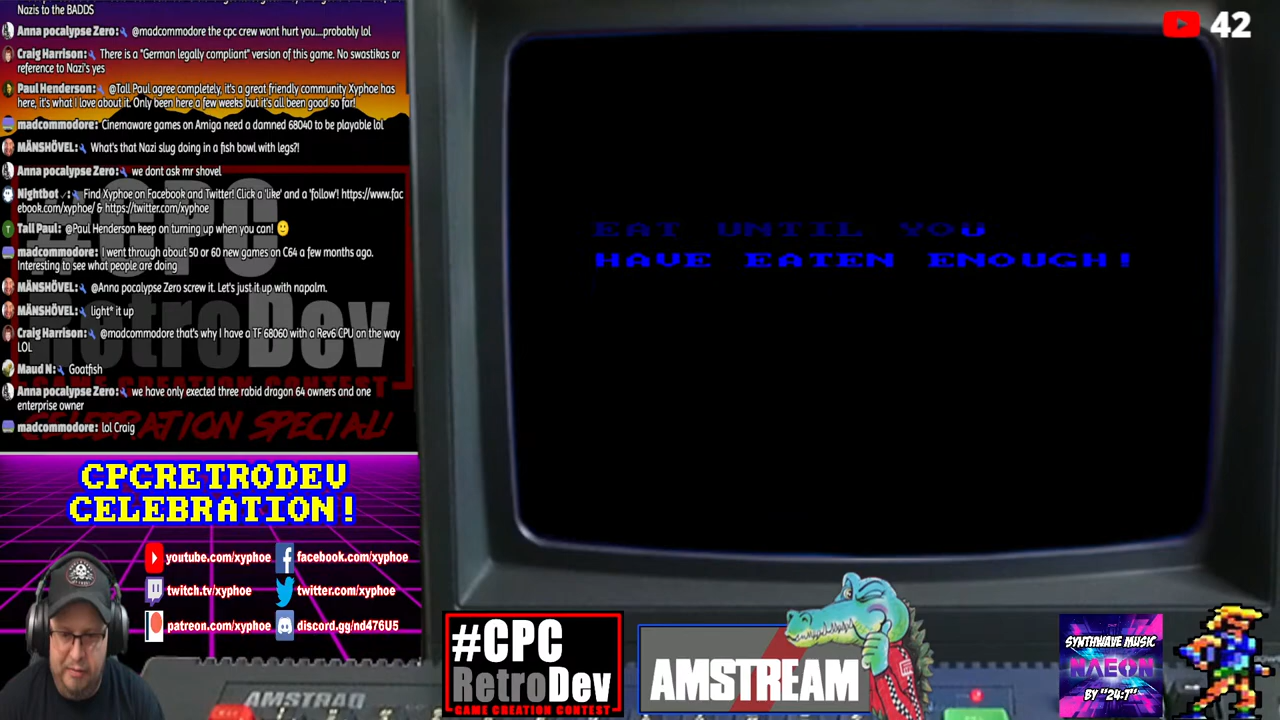 Nazis to the BADDS
Anna pocalypse Zero: @madcommodore the cpc crew wont hurt you....probably lol
Craig Harrison: There is a "German legally compliant" version of this game. No swastikas or
reference to Nazi's yes
Paul Henderson: @Tall Paul agree completely, it's a great friendly community Xyphoe has
here, it's what I love about it. Only been here a few weeks but it's all been good so far!
madcommodore: Cinemaware games on Amiga need a damned 68040 to be playable lol
MÄNSHÖVEL: What's that Nazi slug doing in a fish bowl with legs?!
Anna pocalypse Zero: we dont ask mr shovel
Nightbot: Find Xyphoe on Facebook and Twitter! Click a 'like' and a 'follow'! https://www.fac
ebook.com/xyphoe/ & https://twitter.com/xyphoe
Tall Paul: @Paul Henderson keep on turning up when you can!
madcommodore: I went through about 50 or 60 new games on C64 a few months ago.
Interesting to see what people are doing
MÄNSHÖVEL: @Anna pocalypse Zero screw it. Let's just it up with napalm.
MÄNSHÖVEL: light* it up
Craig Harrison: @madcommodore that's why I have a TF 68060 with a Rev6 CPU on the way
LOL
Maud N: Goatfish
Anna pocalypse Zero: we have only exected three rabid dragon 64 owners and one
enterprise owner
madcommodore: lol Craig
#CPC
RetroDev
GAME CREATION CONTEST
CELEBRATION SPECIAL!
CPCRETRODEV
CELEBRATION!
youtube.com/xyphoe
facebook.com/xyphoe
twitch.tv/xyphoe
twitter.com/xyphoe
patreon.com/xyphoe
discord.gg/nd476U5
42
EAT UNTIL YOU
HAVE EATEN ENOUGH!
AMSTRAD
#CPC
RetroDev
GAME CREATION CONTEST
AMSTREAM
SYNTHWAVE MUSIC
NAEON
BY "24:7"